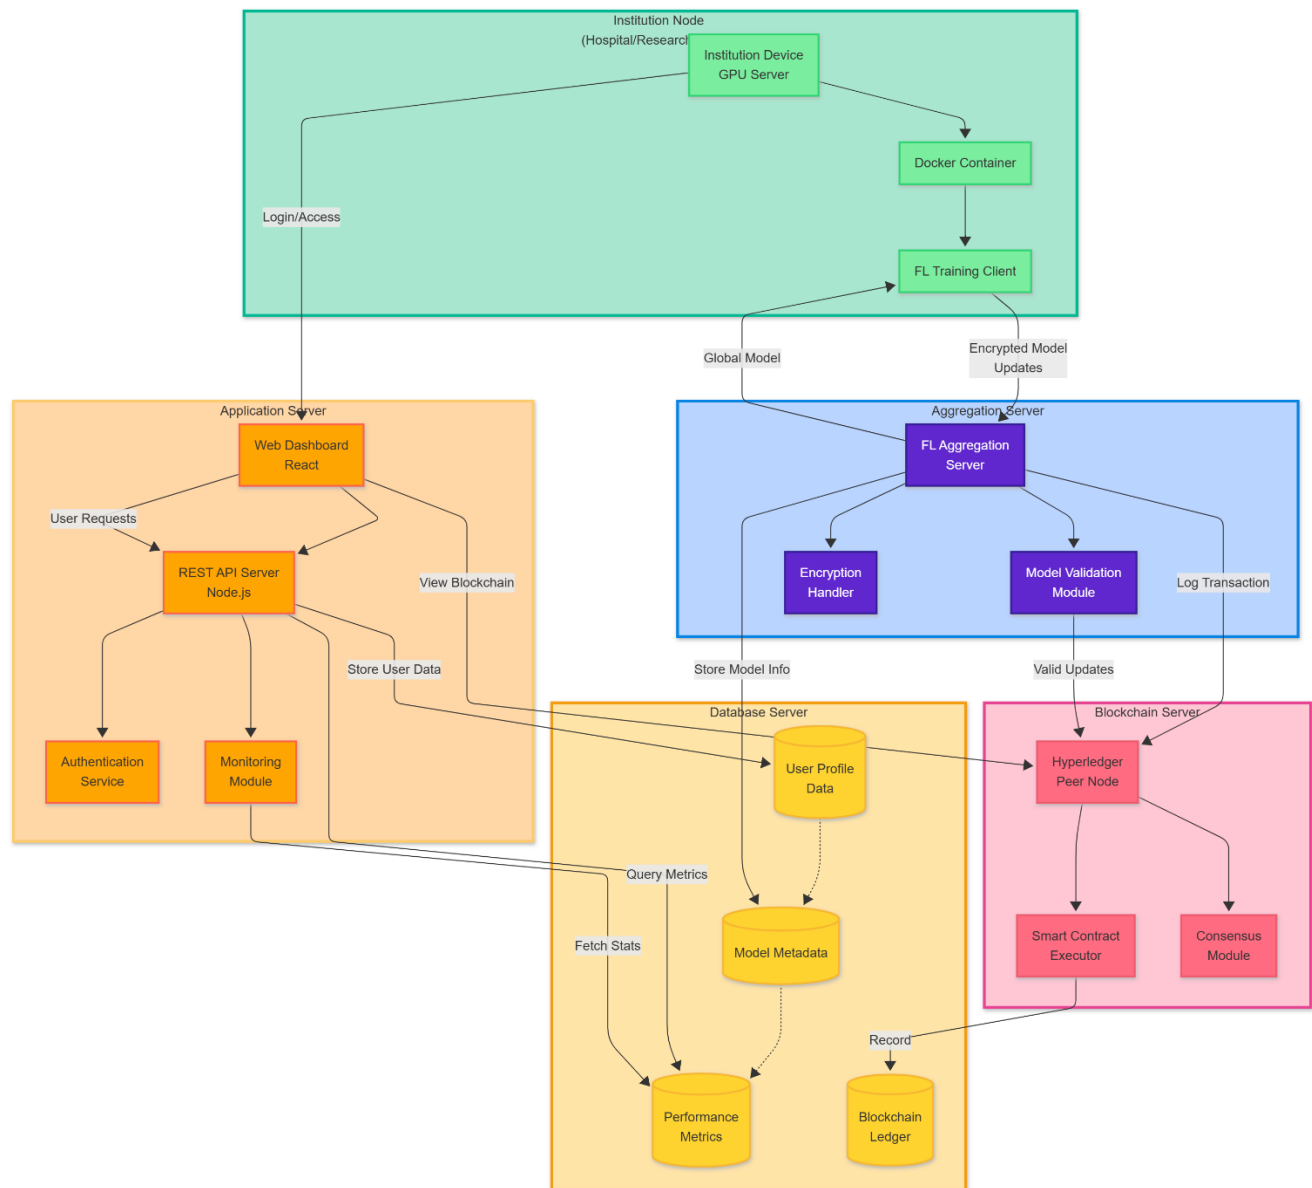 Institution Node
(Hospital/Research
Institution Device
GPU Server
Docker Container
Login/Access
FL Training Client
Global Model
Encrypted Model
Updates
Application Server
Web Dashboard
React
User Requests
REST API Server
Node.js
View Blockchain
Store User Data
Authentication
Service
Monitoring
Module
Aggregation Server
FL Aggregation
Server
Encryption
Handler
Model Validation
Module
Log Transaction
Store Model Info
Valid Updates
Database Server
User Profile
Data
Query Metrics
Fetch Stats
Model Metadata
Performance
Metrics
Blockchain
Ledger
Record
Blockchain Server
Hyperledger
Peer Node
Smart Contract
Executor
Consensus
Module